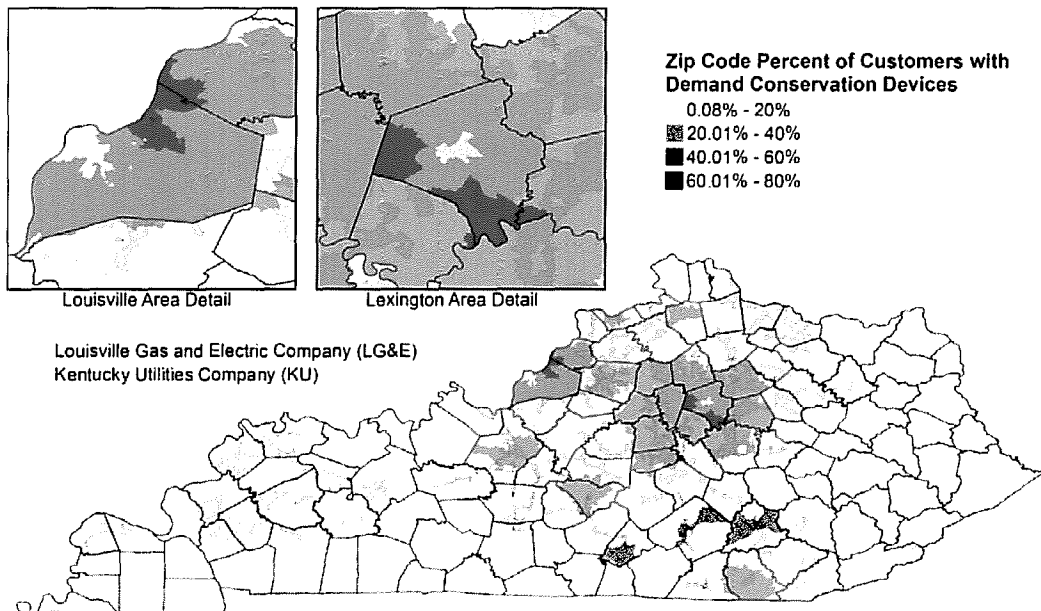 Zip Code Percent of Customers with
Demand Conservation Devices
0.08% - 20%
20.01% - 40%
40.01% - 60%
60.01% - 80%
Louisville Area Detail
Lexington Area Detail
Louisville Gas and Electric Company (LG&E)
Kentucky Utilities Company (KU)